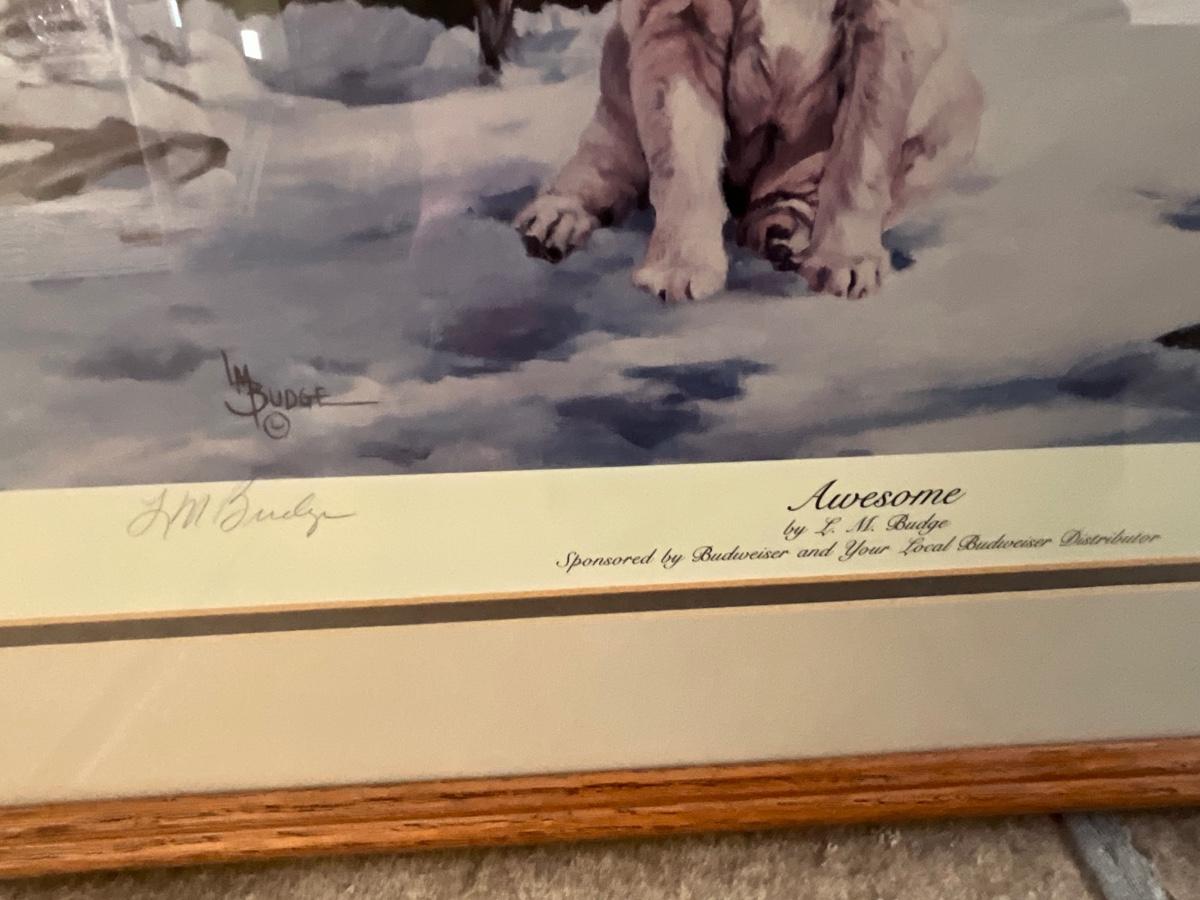 LM BUDGE
©
LM Budge
Awesome
by L. M. Budge
Sponsored by Budweiser and Your Local Budweiser Distributor